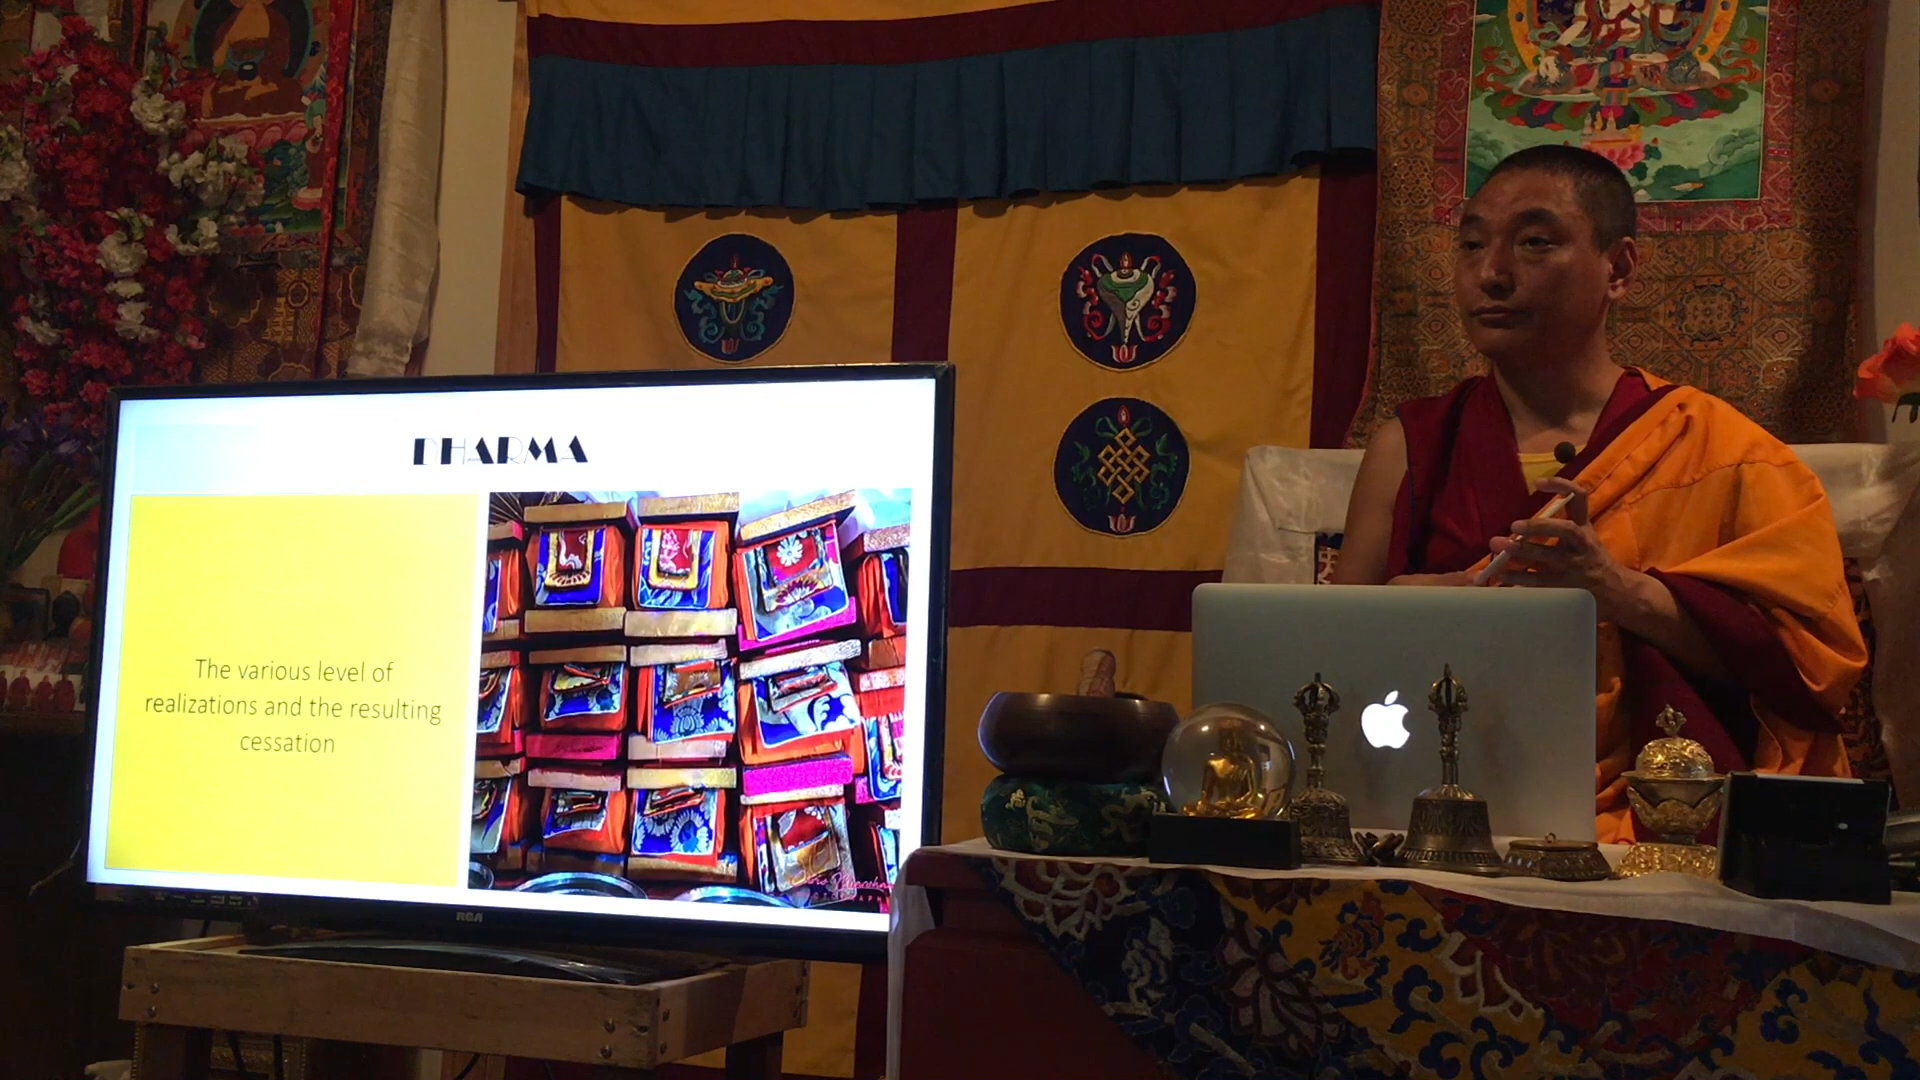 DHARMA
The various level of
realizations and the resulting
cessation
RCA